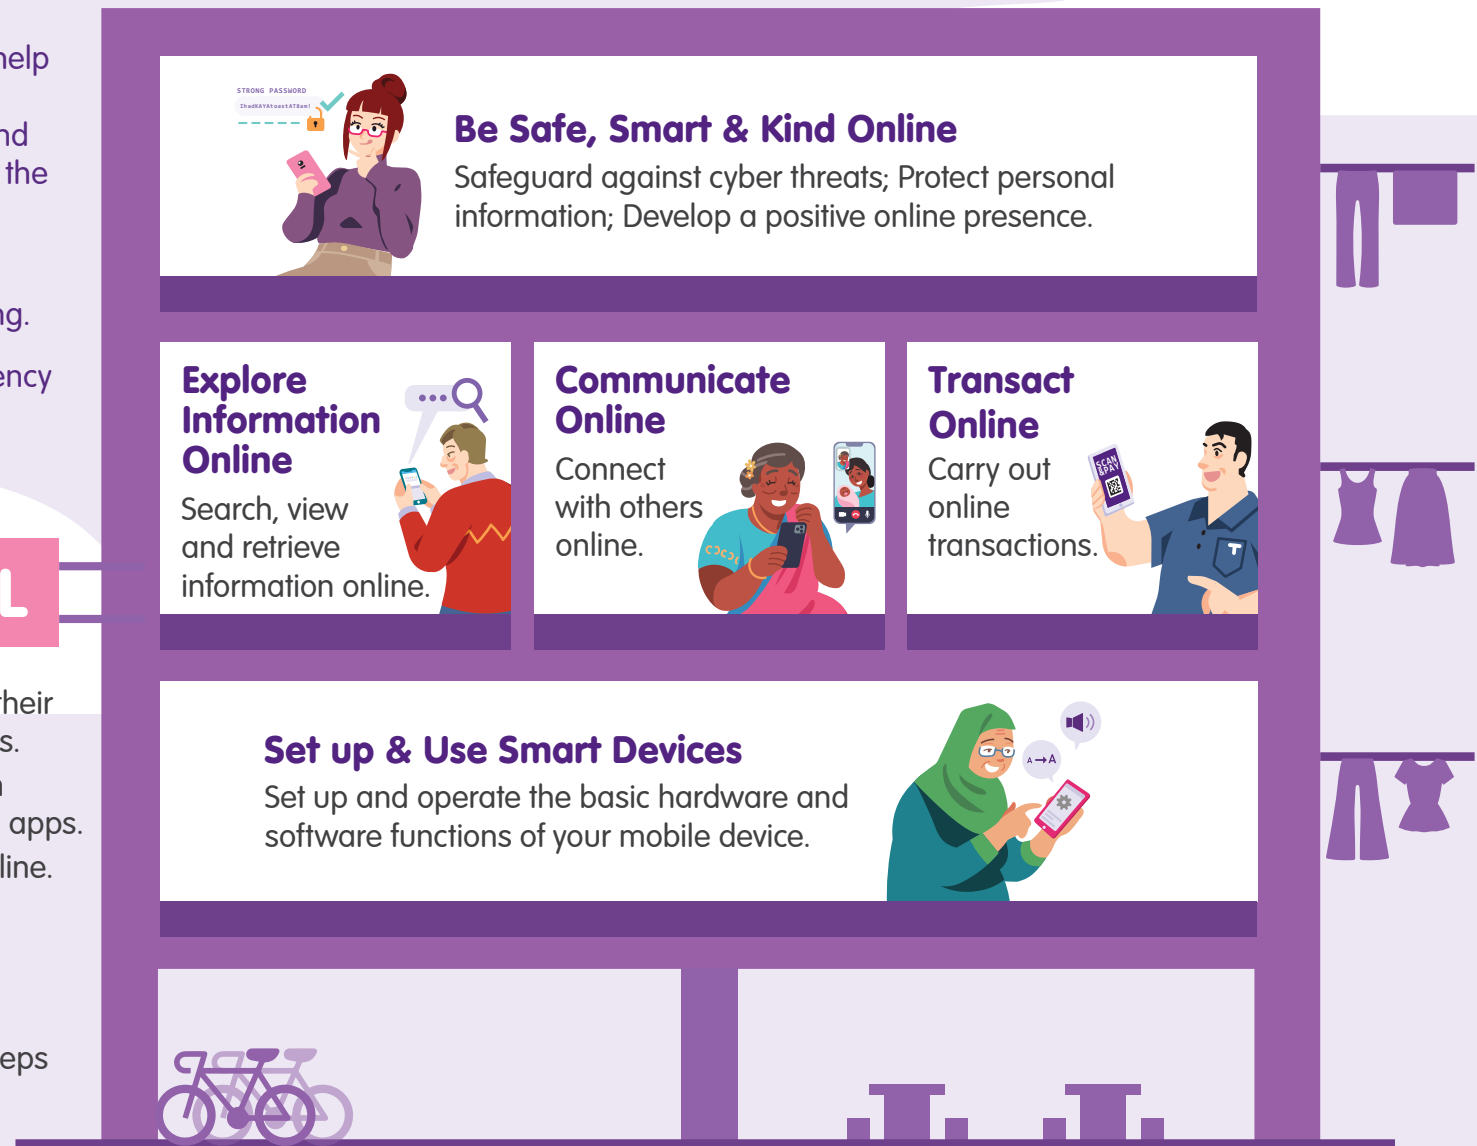 help
nd
the
ng.
ency
L
their
s.
apps.
line.
eps
STRONG PASSWORD
IhadKAYAtoastAT8am!
Be Safe, Smart & Kind Online
Safeguard against cyber threats; Protect personal
information; Develop a positive online presence.
Explore
Information
Online
Search, view
and retrieve
information online.
Communicate
Online
Connect
with others
online.
Transact
Online
Carry out
online
transactions.
SCAN
&PAY
Set up & Use Smart Devices
Set up and operate the basic hardware and
software functions of your mobile device.
A→A